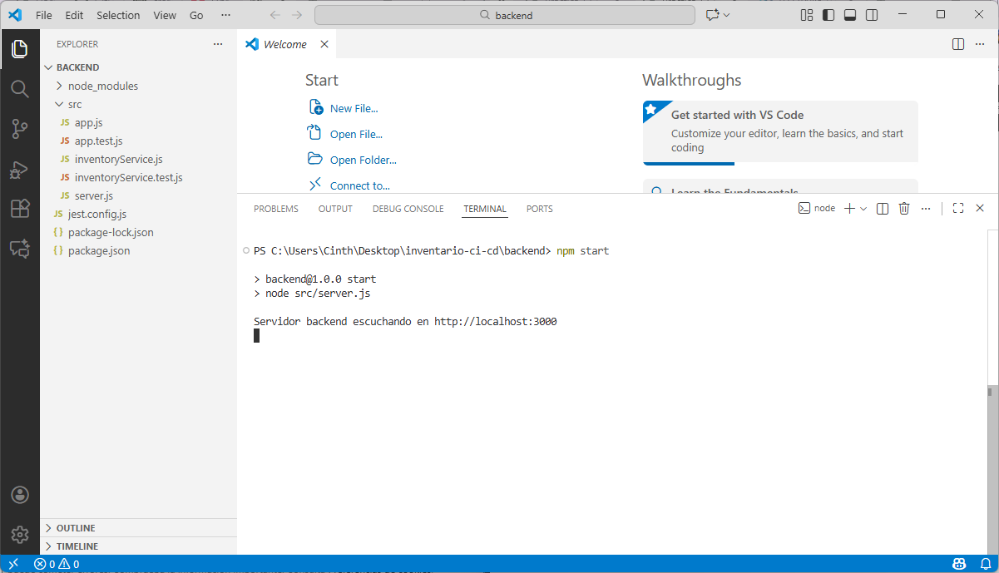 File Edit Selection View Go ··· backend
EXPLORER ···
BACKEND
node_modules
src
JS app.js
JS app.test.js
JS inventoryService.js
JS inventoryService.test.js
JS server.js
JS jest.config.js
{} package-lock.json
{} package.json
OUTLINE
TIMELINE
Welcome
Start
New File...
Open File...
Open Folder...
Connect to...
Walkthroughs
Get started with VS Code
Customize your editor, learn the basics, and start
coding
Learn the Fundamentals
PROBLEMS OUTPUT DEBUG CONSOLE TERMINAL PORTS node
PS C:\Users\Cinth\Desktop\inventario-ci-cd\backend> npm start
> backend@1.0.0 start
> node src/server.js
Servidor backend escuchando en http://localhost:3000
0 0